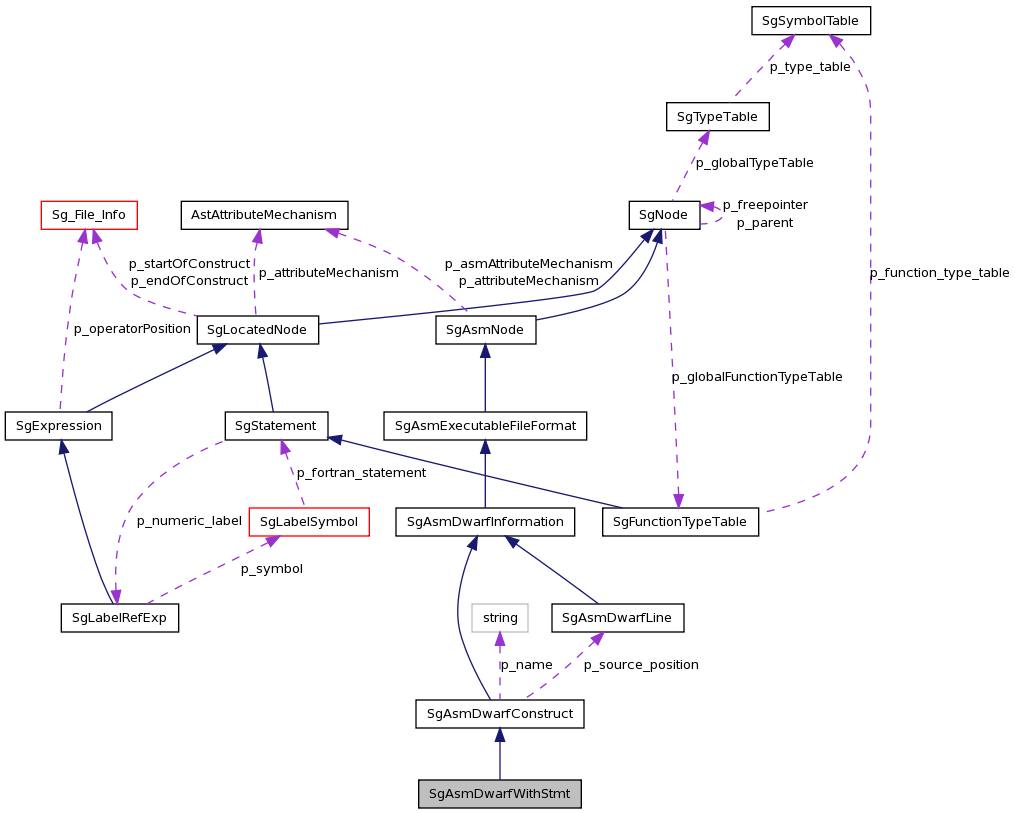 SgSymbolTable
p_type_table
SgTypeTable
p_globalTypeTable
Sg_File_Info
AstAttributeMechanism
SgNode
p_freepointer
p_parent
p_startOfConstruct
p_endOfConstruct
p_attributeMechanism
p_asmAttributeMechanism
p_attributeMechanism
p_function_type_table
p_operatorPosition
SgLocatedNode
SgAsmNode
p_globalFunctionTypeTable
SgExpression
SgStatement
SgAsmExecutableFileFormat
p_fortran_statement
p_numeric_label
SgLabelSymbol
SgAsmDwarfInformation
SgFunctionTypeTable
p_symbol
SgLabelRefExp
string
SgAsmDwarfLine
p_name
p_source_position
SgAsmDwarfConstruct
SgAsmDwarfWithStmt